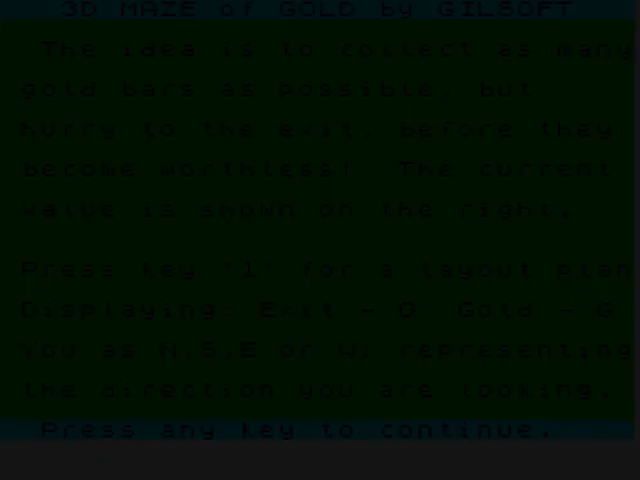 3D MAZE of GOLD by GILSOFT
The idea is to collect as many
gold bars as possible, but
hurry to the exit, before they
become worthless! The current
value is shown on the right.
Press key '1' for a layout plan
Displaying: Exit - O Gold - G
You as N,S,E or W; representing
the direction you are looking.
Press any key to continue.